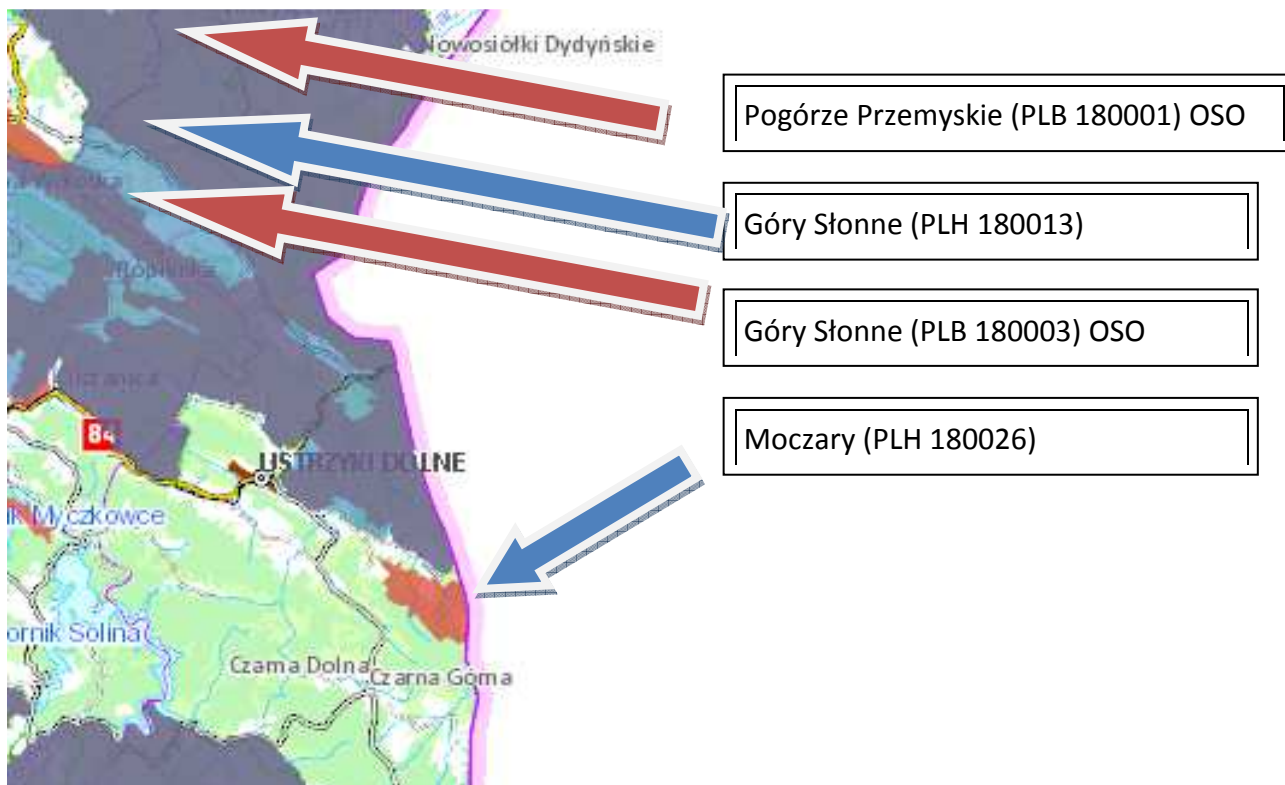 Nowosiółki Dydyńskie
Pogórze Przemyskie (PLB 180001) OSO
Góry Słonne (PLH 180013)
Góry Słonne (PLB 180003) OSO
Moczary (PLH 180026)
84
USTRZYKI DOLNE
Myczkowce
Solina
Czarna Dolna
Czarna Górna